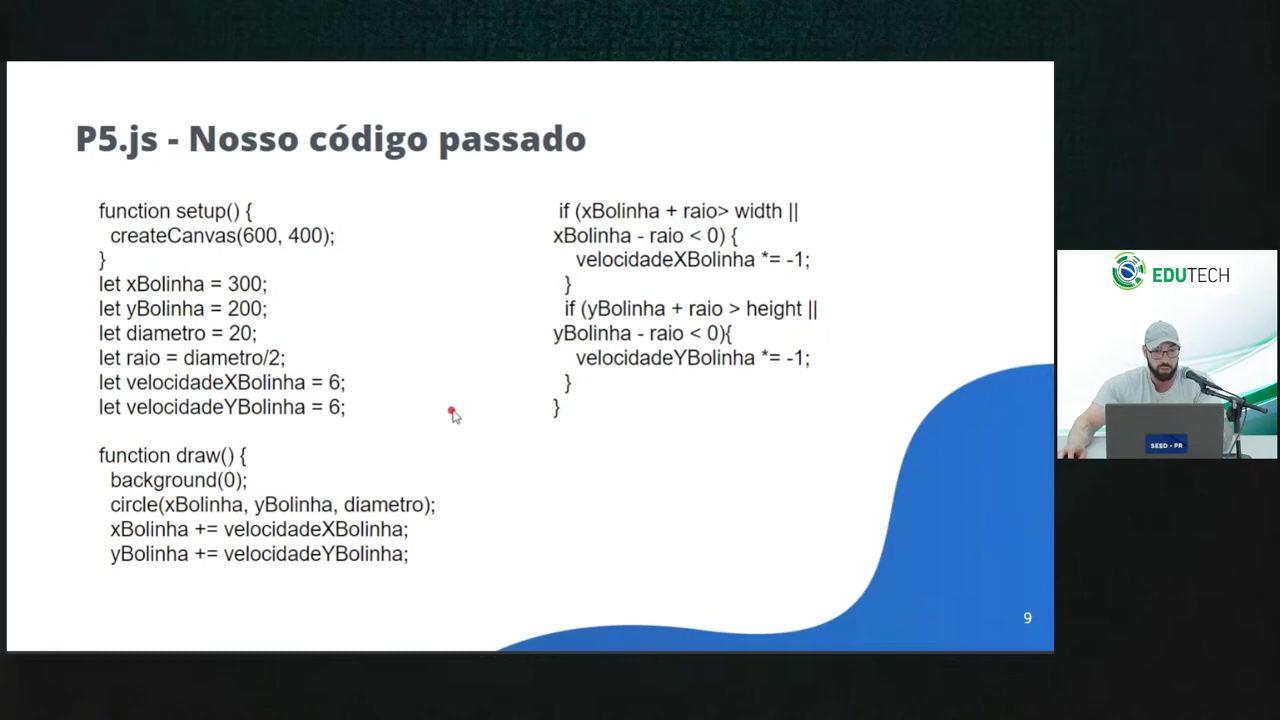 P5.js - Nosso código passado
function setup() {
createCanvas(600, 400);
}
let xBolinha = 300;
let yBolinha = 200;
let diametro = 20;
let raio = diametro/2;
let velocidadeXBolinha = 6;
let velocidadeYBolinha = 6;
function draw() {
background(0);
circle(xBolinha, yBolinha, diametro);
xBolinha += velocidadeXBolinha;
yBolinha += velocidadeYBolinha;
if (xBolinha + raio> width ||
xBolinha - raio < 0) {
velocidadeXBolinha *= -1;
}
if (yBolinha + raio > height ||
yBolinha - raio < 0){
velocidadeYBolinha *= -1;
}
}
9
EDUTECH
SEED - PR